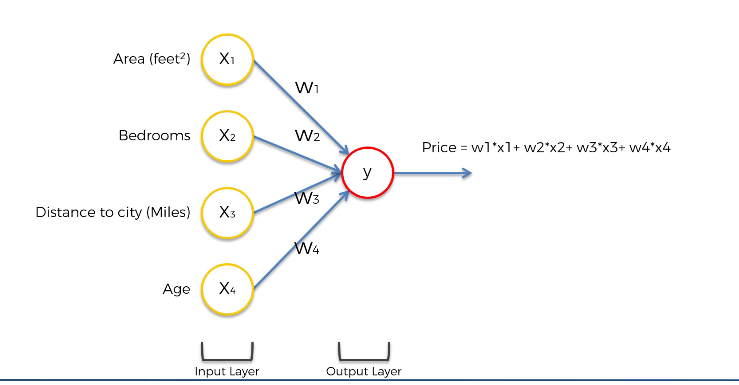 Area (feet²)
X1
W1
Bedrooms
X2
W2
Price = w1*x1+ w2*x2+ w3*x3+ w4*x4
y
Distance to city (Miles)
X3
W3
W4
Age
X4
Input Layer
Output Layer